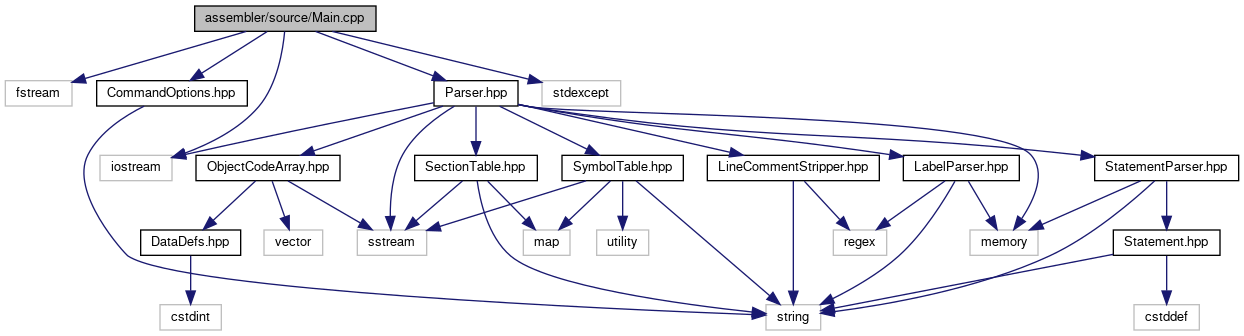 assembler/source/Main.cpp
fstream
CommandOptions.hpp
Parser.hpp
stdexcept
iostream
ObjectCodeArray.hpp
SectionTable.hpp
SymbolTable.hpp
LineCommentStripper.hpp
LabelParser.hpp
StatementParser.hpp
DataDefs.hpp
vector
sstream
map
utility
regex
memory
Statement.hpp
cstdint
string
cstddef